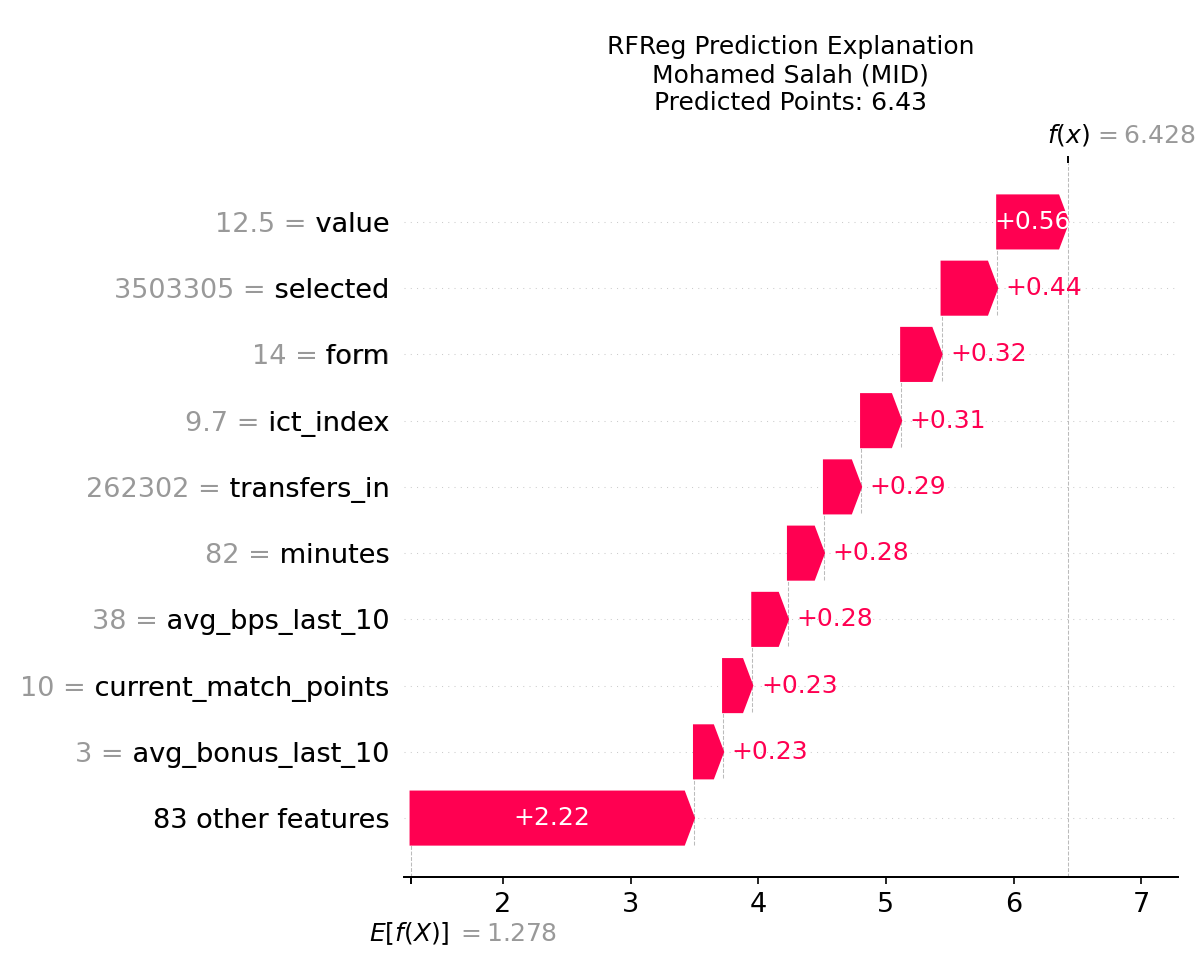 RFReg Prediction Explanation
Mohamed Salah (MID)
Predicted Points: 6.43
f(x) = 6.428
12.5 = value +0.56
3503305 = selected +0.44
14 = form +0.32
9.7 = ict_index +0.31
262302 = transfers_in +0.29
82 = minutes +0.28
38 = avg_bps_last_10 +0.28
10 = current_match_points +0.23
3 = avg_bonus_last_10 +0.23
83 other features +2.22
2 3 4 5 6 7
E[f(X)] = 1.278